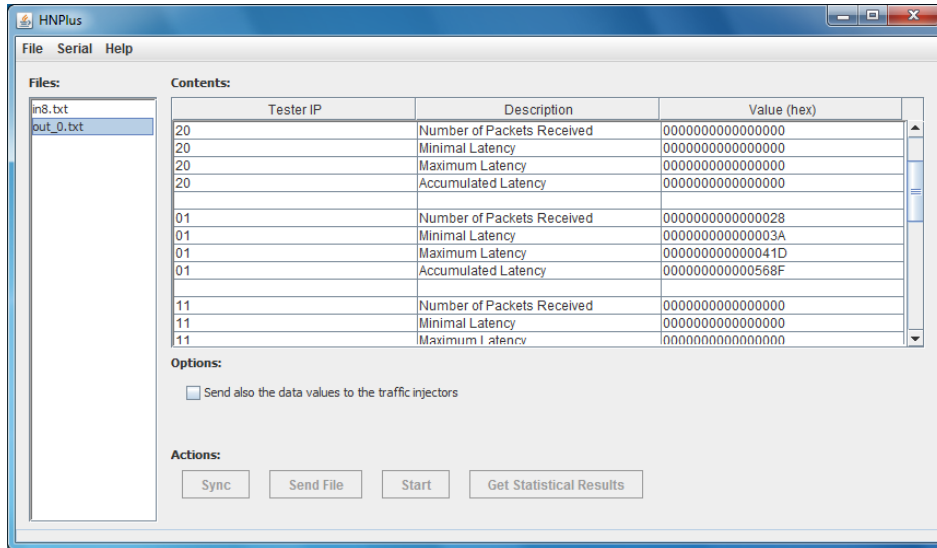 HNPlus
File Serial Help
Files:
in8.txt
out_0.txt
Contents:
Tester IP Description Value (hex)
20 Number of Packets Received 0000000000000000
20 Minimal Latency 0000000000000000
20 Maximum Latency 0000000000000000
20 Accumulated Latency 0000000000000000
01 Number of Packets Received 0000000000000028
01 Minimal Latency 000000000000003A
01 Maximum Latency 000000000000041D
01 Accumulated Latency 000000000000568F
11 Number of Packets Received 0000000000000000
11 Minimal Latency 0000000000000000
11 Maximum Latency 0000000000000000
Options:
Send also the data values to the traffic injectors
Actions:
Sync Send File Start Get Statistical Results